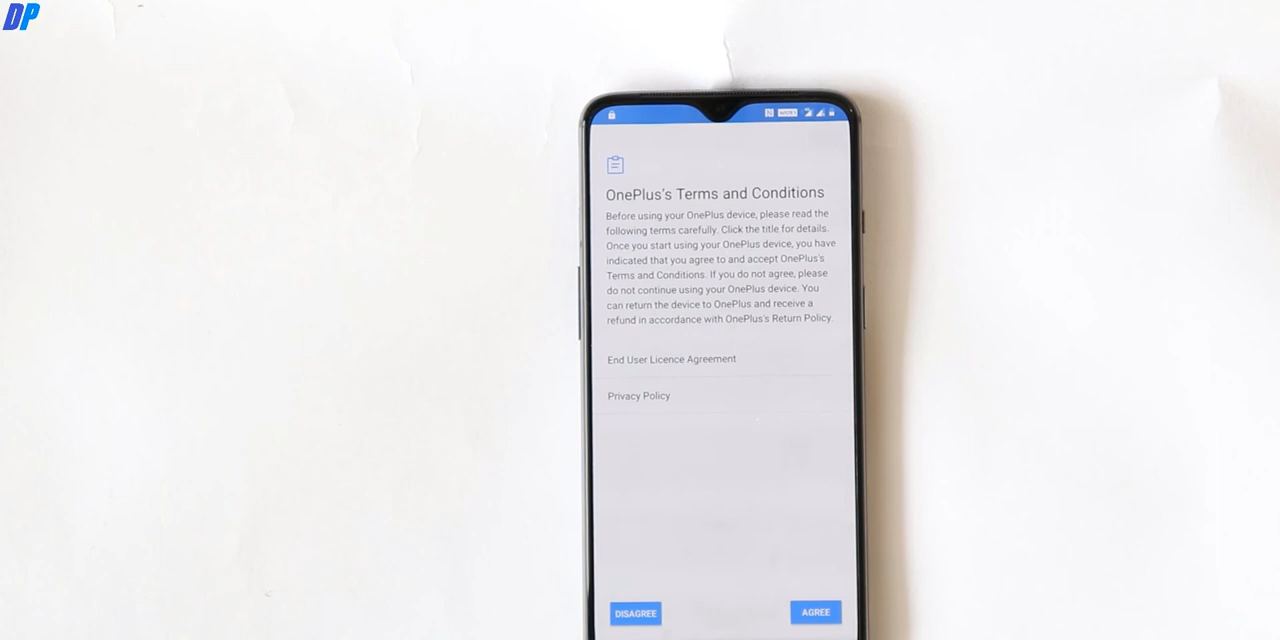 DP
OnePlus's Terms and Conditions
Before using your OnePlus device, please read the
following terms carefully. Click the title for details.
Once you start using your OnePlus device, you have
indicated that you agree to and accept OnePlus's
Terms and Conditions. If you do not agree, please
do not continue using your OnePlus device. You
can return the device to OnePlus and receive a
refund in accordance with OnePlus's Return Policy.
End User Licence Agreement
Privacy Policy
DISAGREE
AGREE